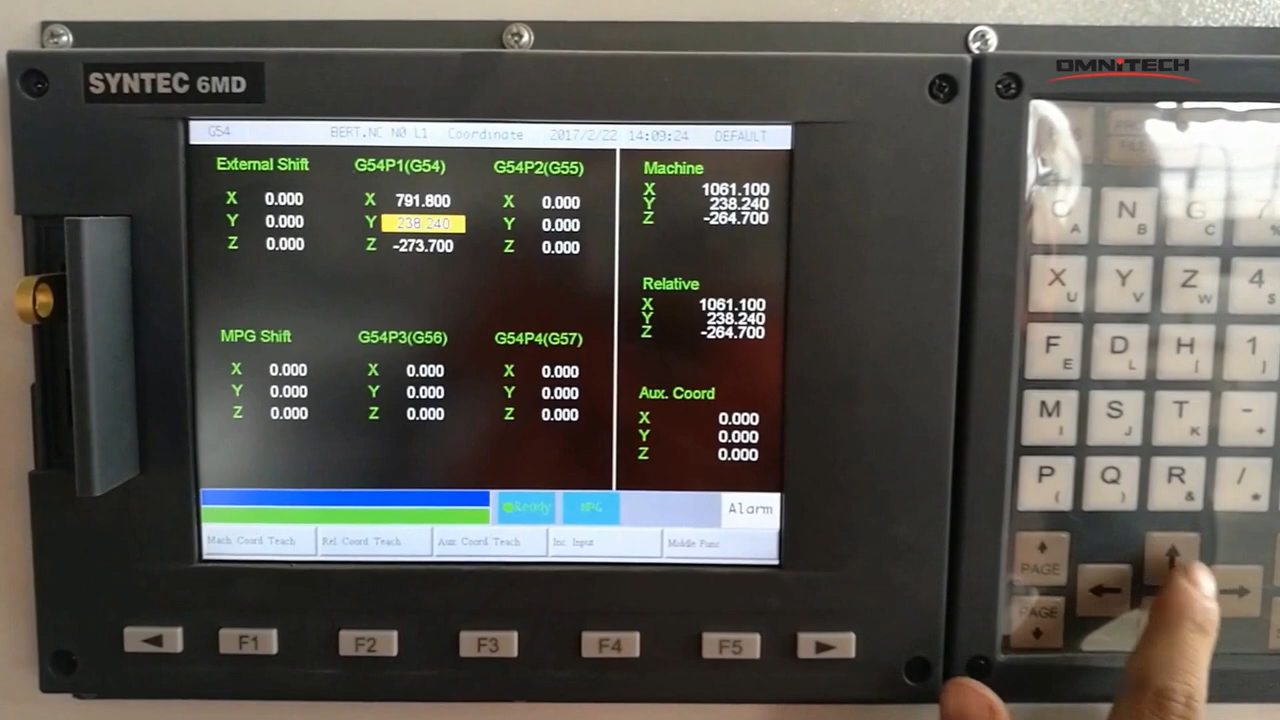 OMNITECH
SYNTEC 6MD
G54 BERT.NC N0 L1 Coordinate 2017/2/22 14:09:24 DEFAULT
External Shift G54P1(G54) G54P2(G55) Machine
X 0.000 X 791.800 X 0.000 X 1061.100
Y 0.000 Y 238.240 Y 0.000 Y 238.240
Z 0.000 Z -273.700 Z 0.000 Z -264.700
Relative
X 1061.100
Y 238.240
Z -264.700
MPG Shift G54P3(G56) G54P4(G57)
X 0.000 X 0.000 X 0.000
Y 0.000 Y 0.000 Y 0.000
Z 0.000 Z 0.000 Z 0.000
Aux. Coord
X 0.000
Y 0.000
Z 0.000
Ready MPG Alarm
Mach. Coord Teach Rel. Coord Teach Aux. Coord Teach Inc. Input Middle Func
F1 F2 F3 F4 F5
A N B G C 7 %
X U Y V Z W 4 $
F E D L H [ 1 ]
M I S J T K - +
P ( Q ) R & / *
PAGE
PAGE